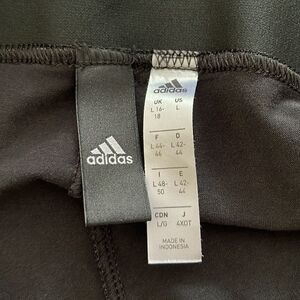 adidas
adidas
UK US
L 16- L
18
F D
L 44- L 42-
46 44
I E
L 48- L 42-
50 44
CDN J
L/G 4XOT
MADE IN
INDONESIA